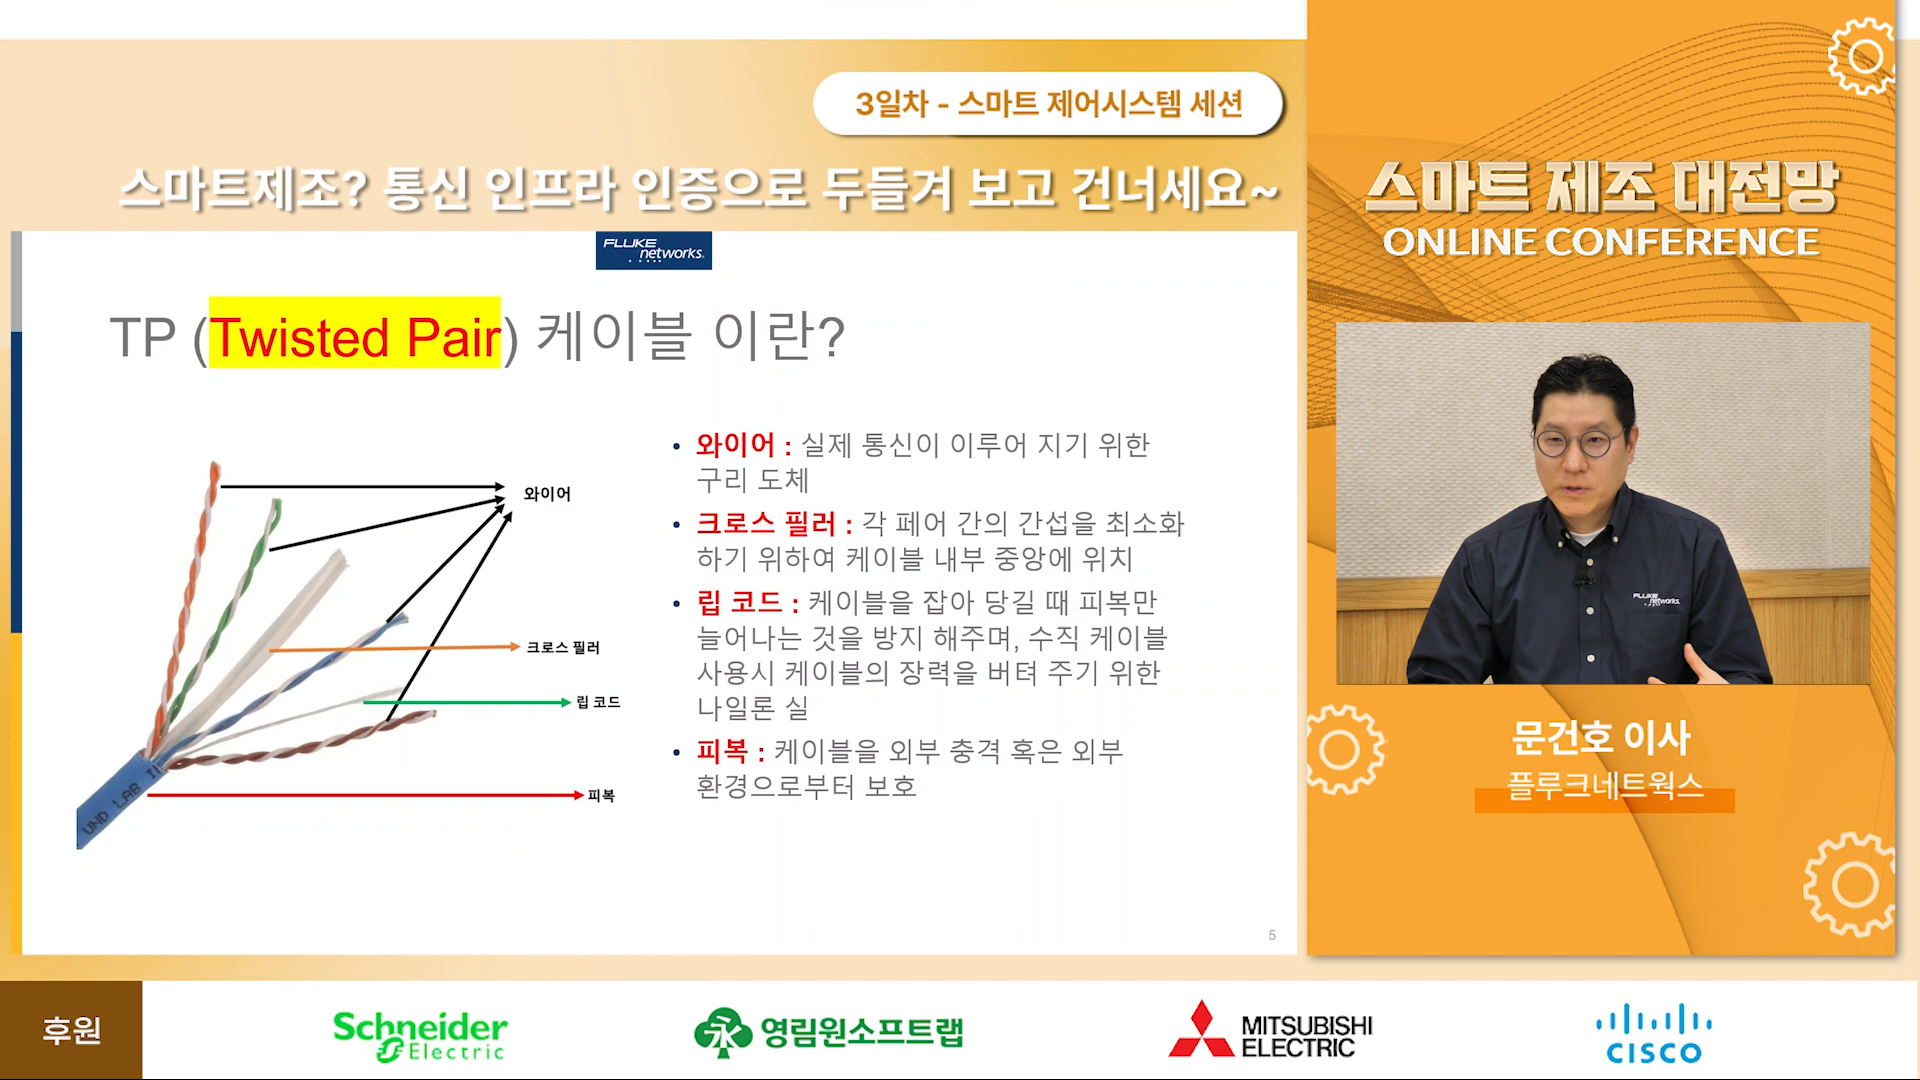 3일차 - 스마트 제어시스템 세션
스마트제조? 통신 인프라 인증으로 두들겨 보고 건너세요~
FLUKE
networks.
TP (Twisted Pair) 케이블 이란?
와이어
크로스 필러
립 코드
피복
UND LAB
• 와이어 : 실제 통신이 이루어 지기 위한
구리 도체
• 크로스 필러 : 각 페어 간의 간섭을 최소화
하기 위하여 케이블 내부 중앙에 위치
• 립 코드 : 케이블을 잡아 당길 때 피복만
늘어나는 것을 방지 해주며, 수직 케이블
사용시 케이블의 장력을 버텨 주기 위한
나일론 실
• 피복 : 케이블을 외부 충격 혹은 외부
환경으로부터 보호
5
스마트 제조 대전망
ONLINE CONFERENCE
FLUKE
networks.
문건호 이사
플루크네트웍스
후원
Schneider
Electric
永 영림원소프트랩
MITSUBISHI
ELECTRIC
CISCO